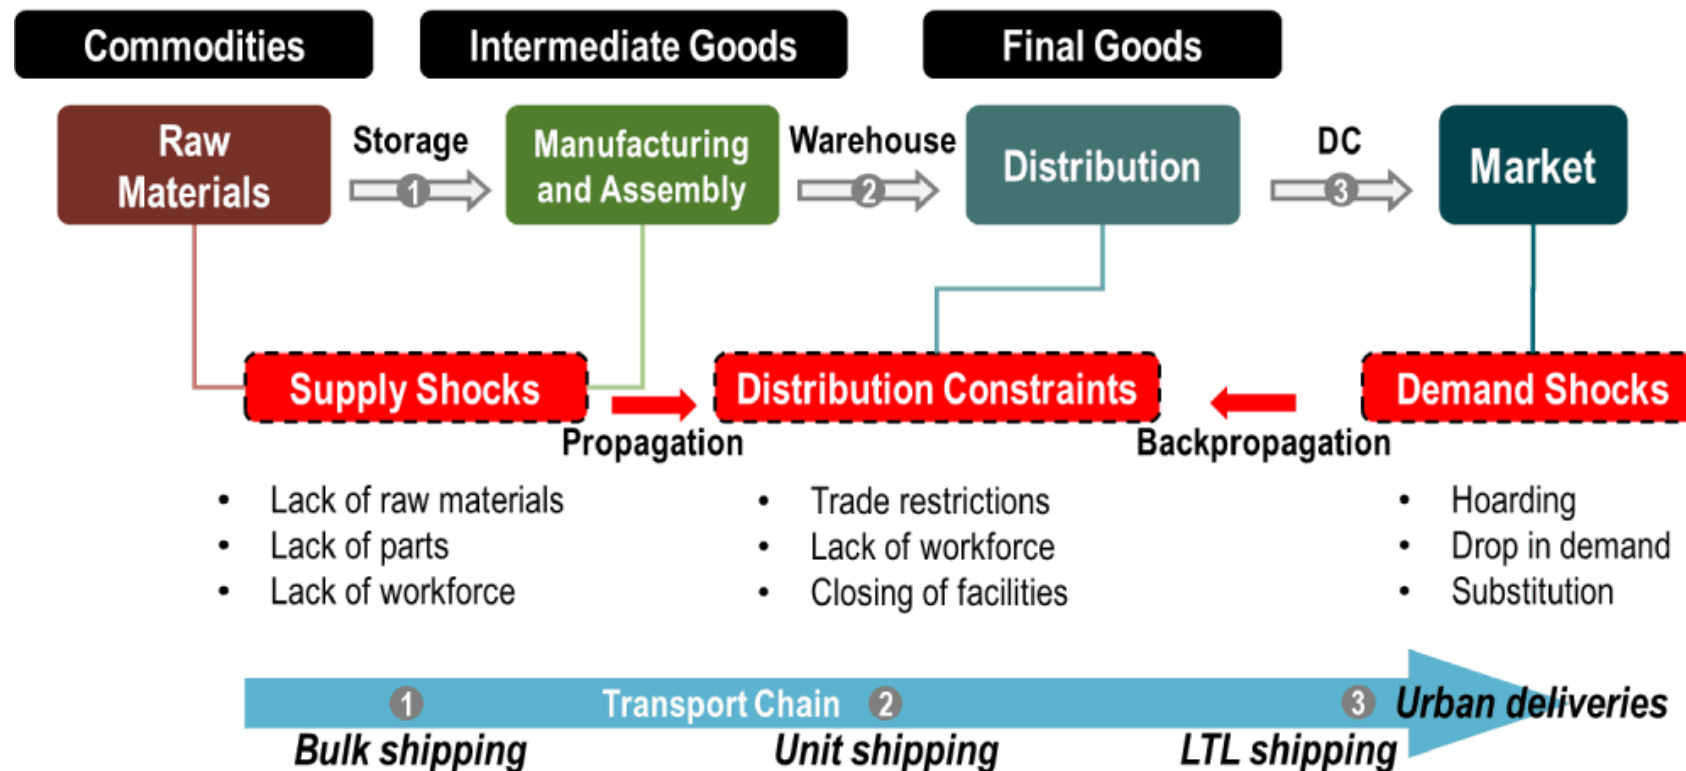 Commodities
Intermediate Goods
Final Goods
Raw
Materials
Storage
1
Manufacturing
and Assembly
Warehouse
2
Distribution
DC
3
Market
Supply Shocks
Distribution Constraints
Demand Shocks
Propagation
Backpropagation
• Lack of raw materials
• Lack of parts
• Lack of workforce
• Trade restrictions
• Lack of workforce
• Closing of facilities
• Hoarding
• Drop in demand
• Substitution
1
Transport Chain
2
3
Urban deliveries
Bulk shipping
Unit shipping
LTL shipping